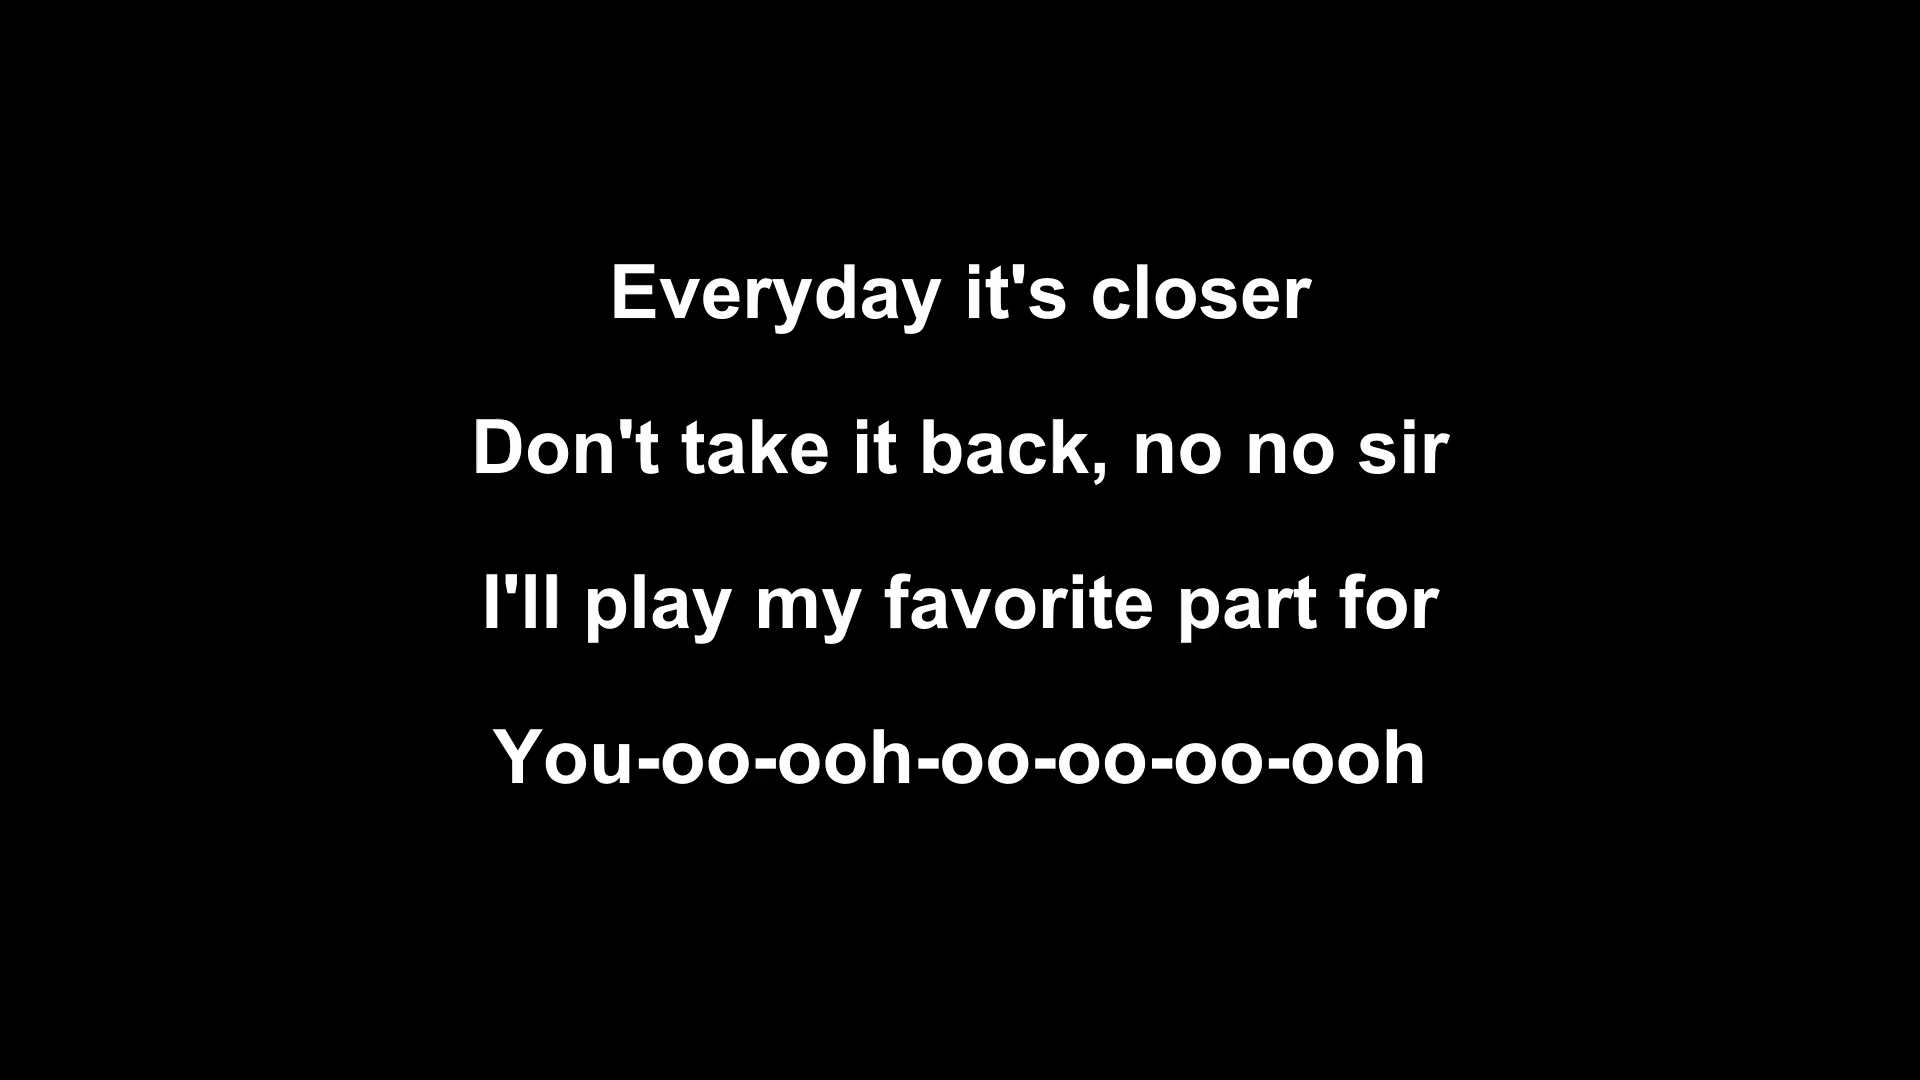 Everyday it's closer
Don't take it back, no no sir
I'll play my favorite part for
You-oo-ooh-oo-oo-oo-ooh